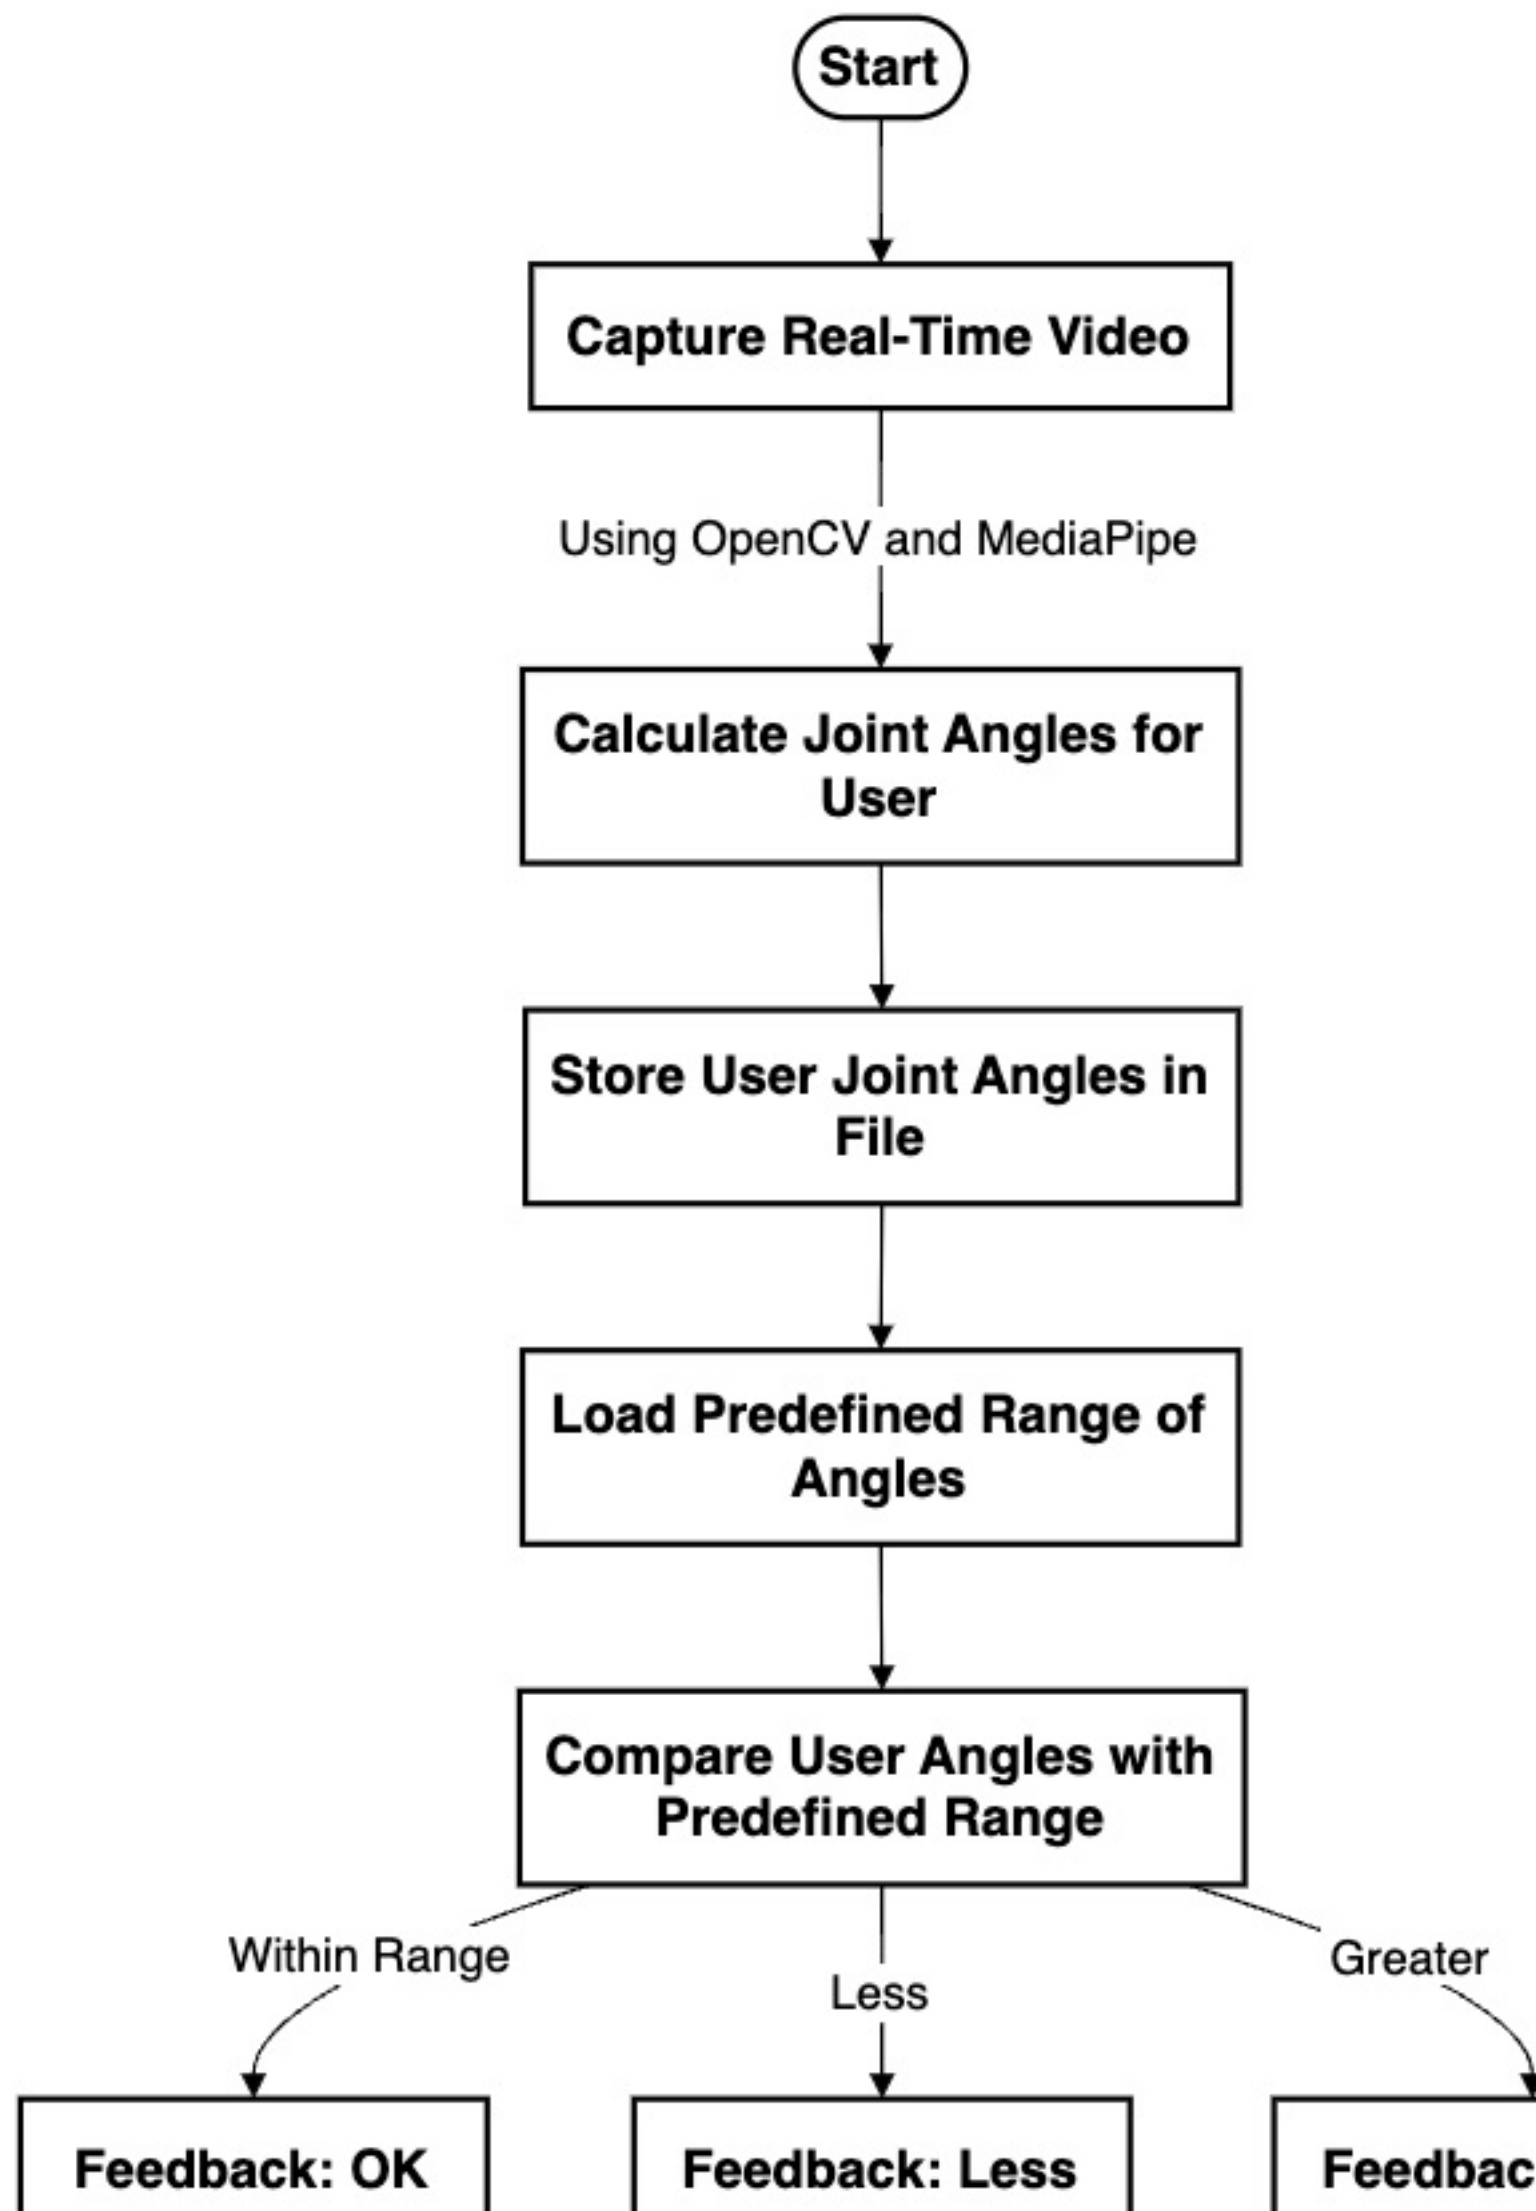 Start
Capture Real-Time Video
Using OpenCV and MediaPipe
Calculate Joint Angles for
User
Store User Joint Angles in
File
Load Predefined Range of
Angles
Compare User Angles with
Predefined Range
Within Range
Less
Greater
Feedback: OK
Feedback: Less